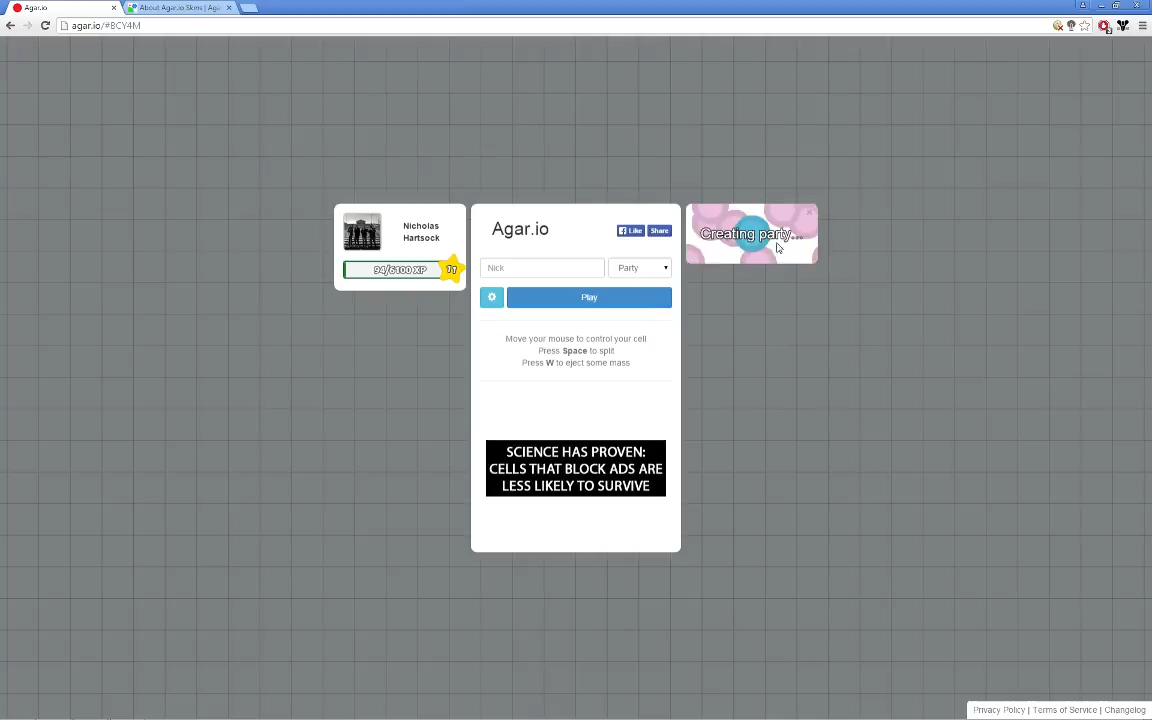 Agar.io
About Agar.io Skins | Aga
agar.io/#BCY4M
Nicholas
Hartsock
94/6100 XP
Agar.io
Like
Share
Nick
Party
Play
Move your mouse to control your cell
Press Space to split
Press W to eject some mass
SCIENCE HAS PROVEN:
CELLS THAT BLOCK ADS ARE
LESS LIKELY TO SURVIVE
Creating party...
Privacy Policy | Terms of Service | Changelog